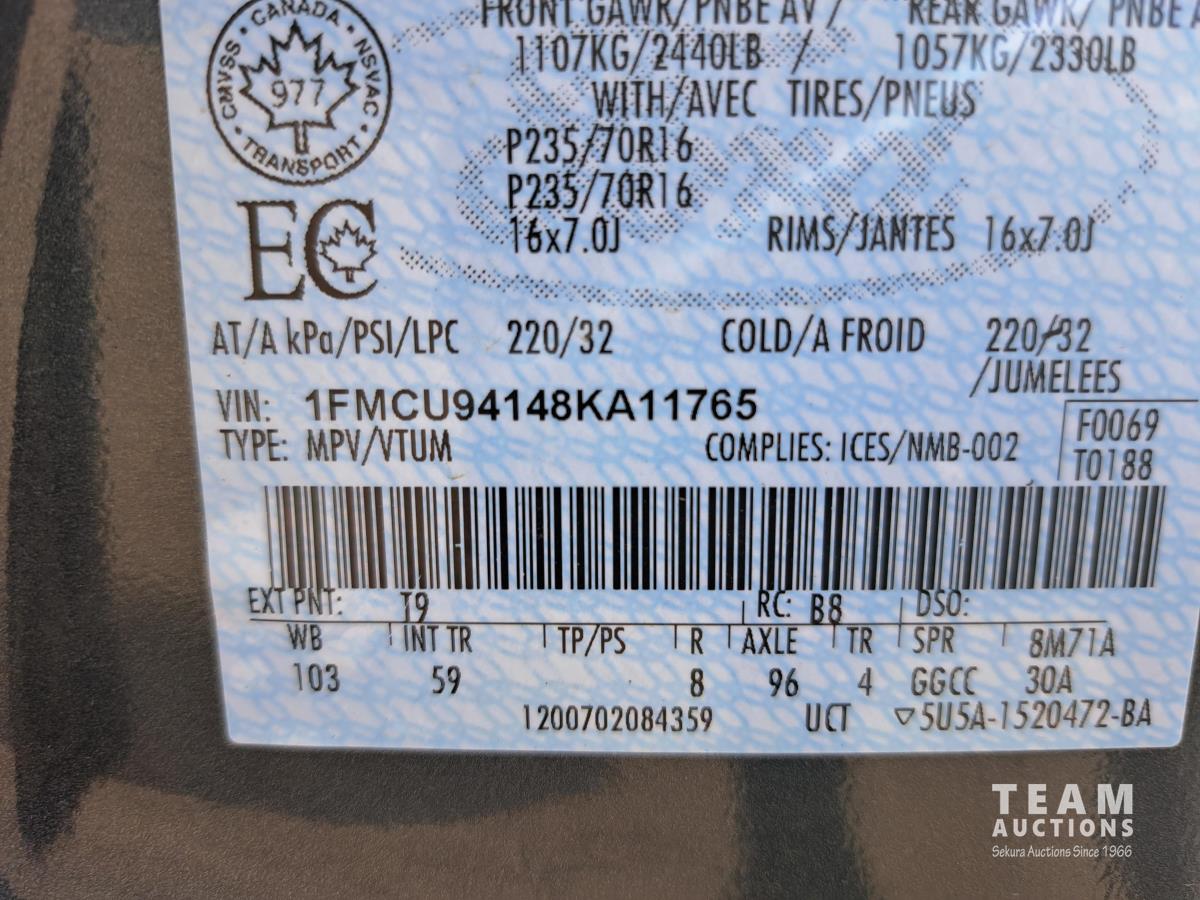 CANADA
CMVSS NSVAC
977
TRANSPORT
EC
FRONT GAWR/PNBE AV / REAR GAWR/ PNBE
1107KG/2440LB / 1057KG/2330LB
WITH/AVEC TIRES/PNEUS
P235/70R16
P235/70R16
16x7.0J RIMS/JANTES 16x7.0J
AT/A kPa/PSI/LPC 220/32 COLD/A FROID 220/32
/JUMELEES
VIN: 1FMCU94148KA11765
TYPE: MPV/VTUM COMPLIES: ICES/NMB-002
F0069
T0188
EXT PNT: T9 RC: B8 DSO:
WB INT TR TP/PS R AXLE TR SPR 8M71A
103 59 8 96 4 GGCC 30A
1200702084359 UCT ▽5U5A-1520472-BA
TEAM
AUCTIONS
Sekura Auctions Since 1966